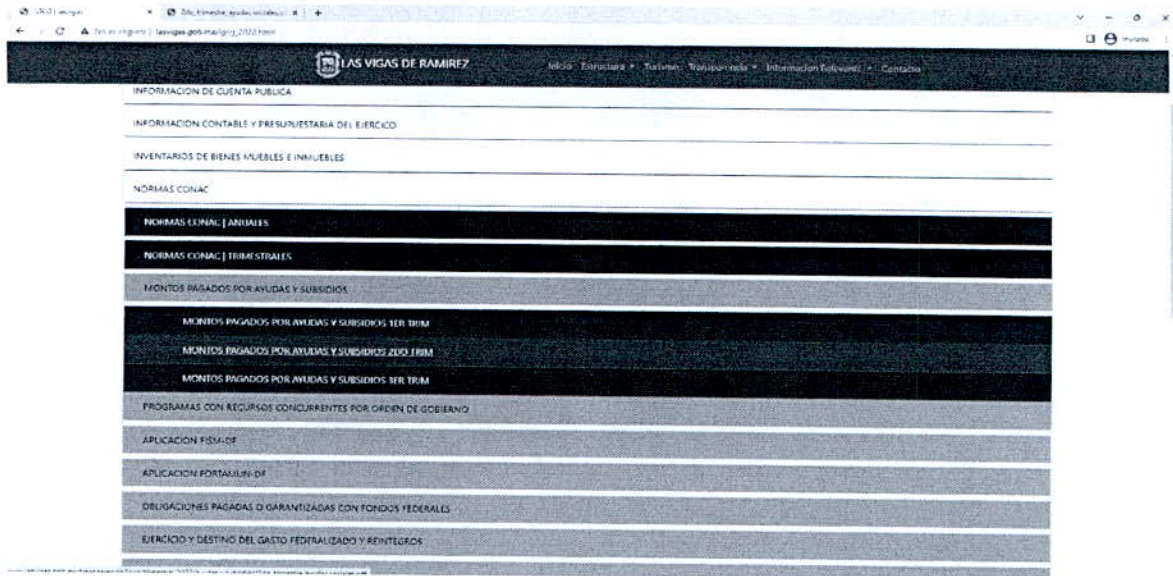 LAS VIGAS DE RAMIREZ
Inicio Estructura Turismo Transparencia Informacion Relevante Contacto
INFORMACION DE CUENTA PUBLICA
INFORMACION CONTABLE Y PRESUPUESTARIA DEL EJERCICO
INVENTARIOS DE BIENES MUEBLES E INMUEBLES
NORMAS CONAC
NORMAS CONAC | ANUALES
NORMAS CONAC | TRIMESTRALES
MONTOS PAGADOS POR AYUDAS Y SUBSIDIOS
MONTOS PAGADOS POR AYUDAS Y SUBSIDIOS 1ER TRIM
MONTOS PAGADOS POR AYUDAS Y SUBSIDIOS 2DO TRIM
MONTOS PAGADOS POR AYUDAS Y SUBSIDIOS 3ER TRIM
PROGRAMAS CON RECURSOS CONCURRENTES POR ORDEN DE GOBIERNO
APLICACION FISM-DF
APLICACION FORTAMUN-DF
OBLIGACIONES PAGADAS O GARANTIZADAS CON FONDOS FEDERALES
EJERCICIO Y DESTINO DEL GASTO FEDERALIZADO Y REINTEGROS